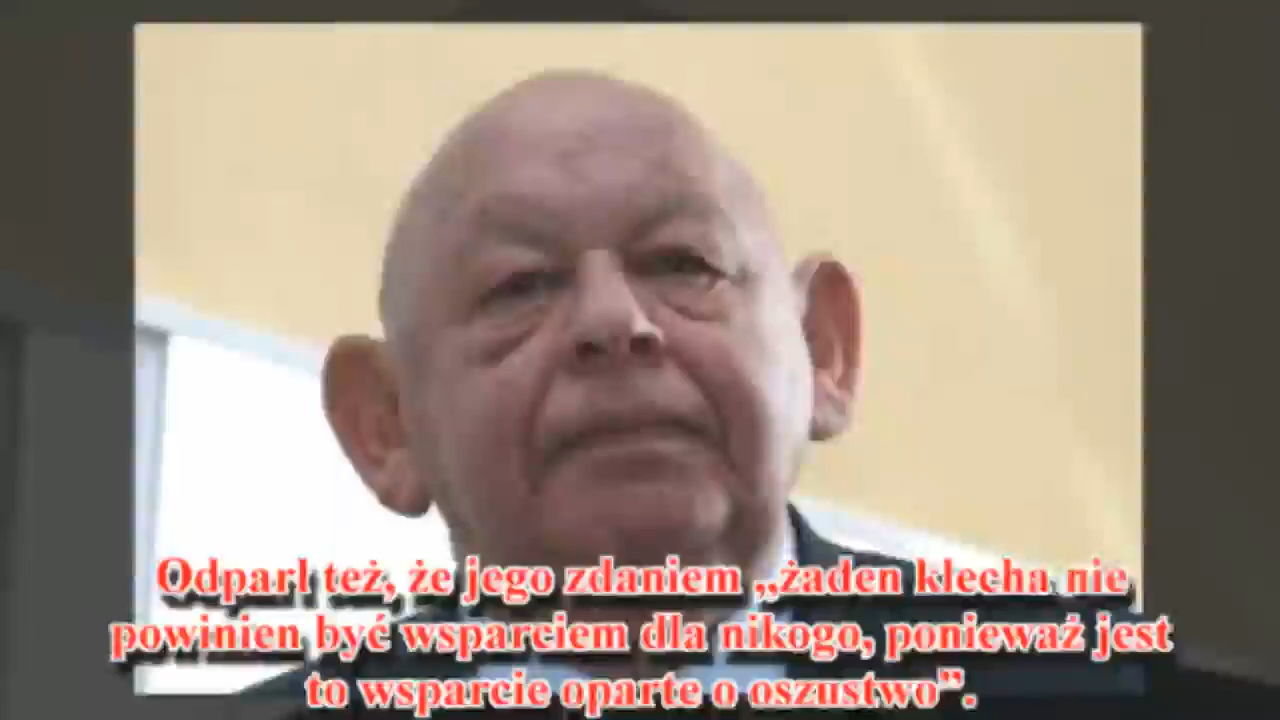 Odparł też, że jego zdaniem „żaden klecha nie
powinien być wsparciem dla nikogo, ponieważ jest
to wsparcie oparte o oszustwo”.